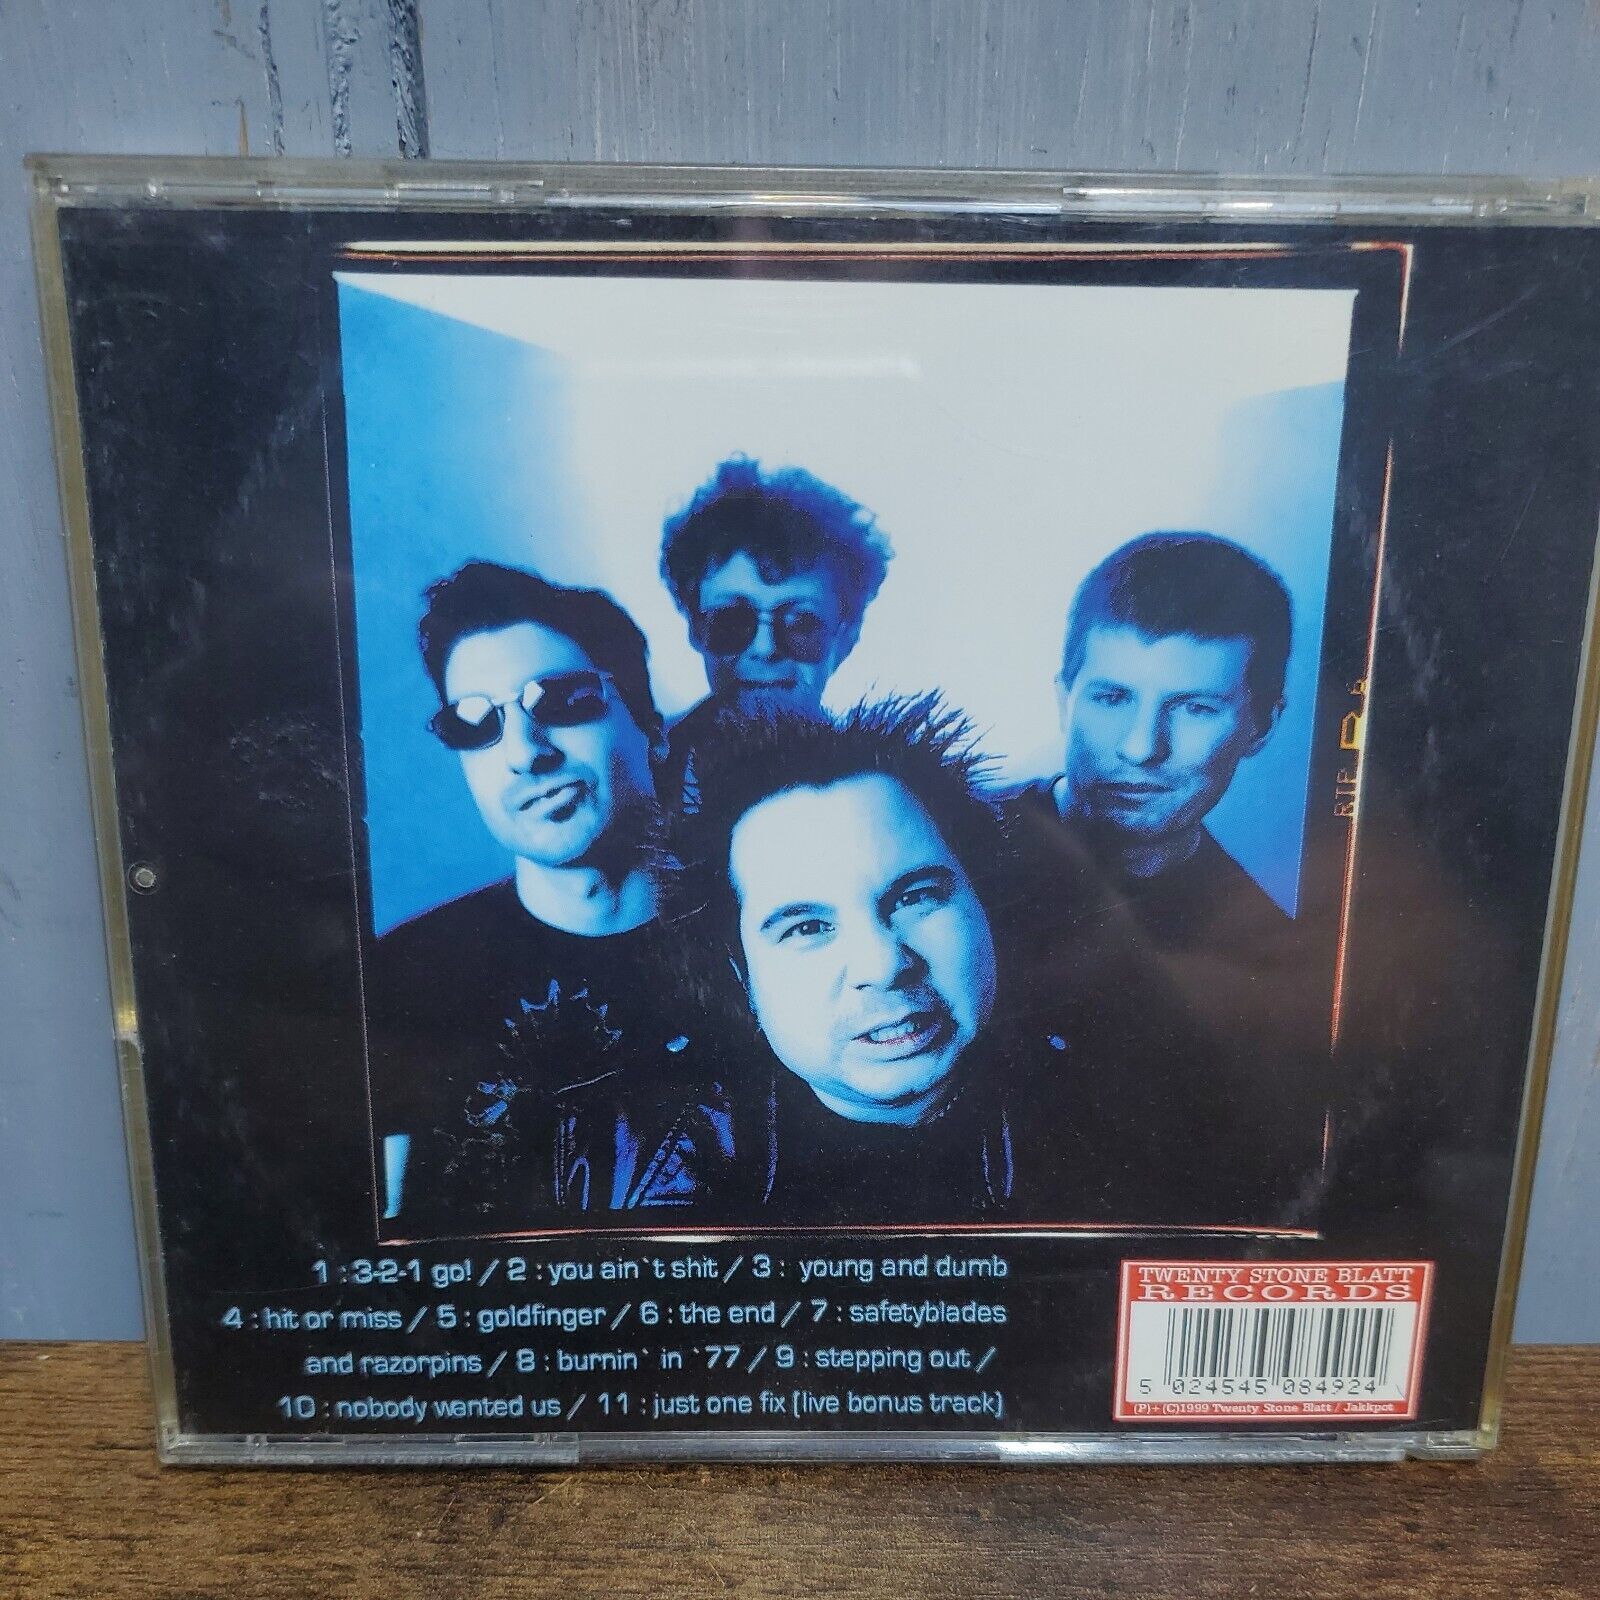 1 : 3-2-1 go! / 2 : you ain`t shit / 3 : young and dumb
4 : hit or miss / 5 : goldfinger / 6 : the end / 7 : safetyblades
and razorpins / 8 : burnin` in `77 / 9 : stepping out /
10 : nobody wanted us / 11 : just one fix (live bonus track)
TWENTY STONE BLATT
RECORDS
5 024545 084924
(P)+(C)1999 Twenty Stone Blatt / Jakkpot